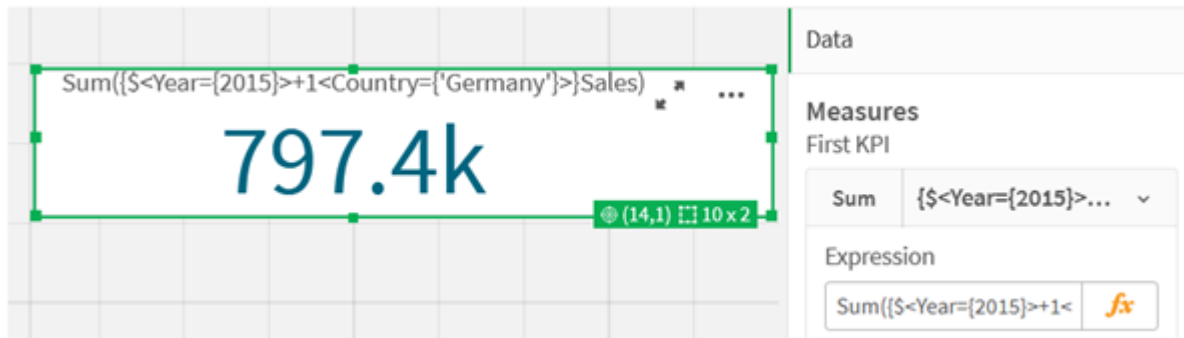 Sum({$<Year={2015}>+1<Country={'Germany'}>}Sales)
...
797.4k
(14,1) 10 x 2
Data
Measures
First KPI
Sum {$<Year={2015}>...
Expression
Sum({$<Year={2015}>+1< fx